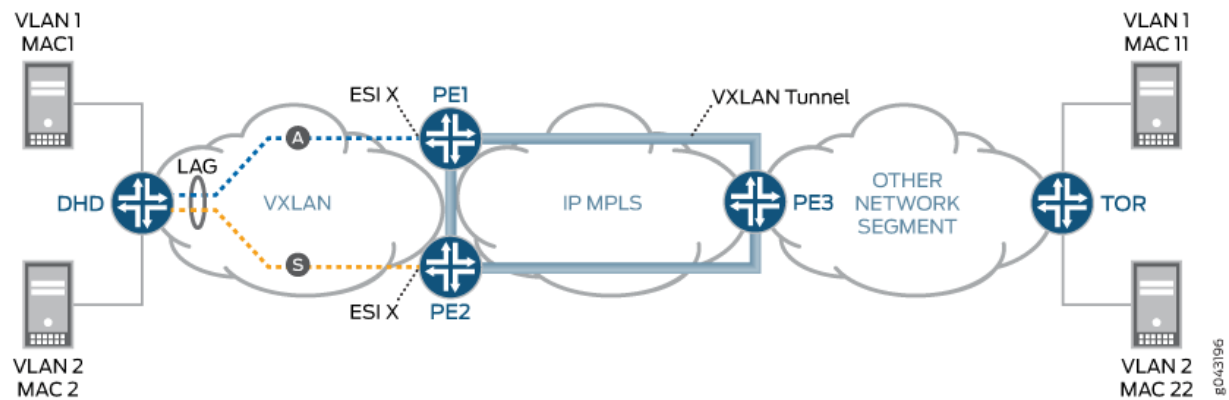 VLAN 1
MAC1
VLAN 1
MAC 11
ESI X
PE1
VXLAN Tunnel
A
LAG
DHD
VXLAN
IP MPLS
PE3
OTHER
NETWORK
SEGMENT
TOR
S
ESI X
PE2
VLAN 2
MAC 2
VLAN 2
MAC 22
g043196